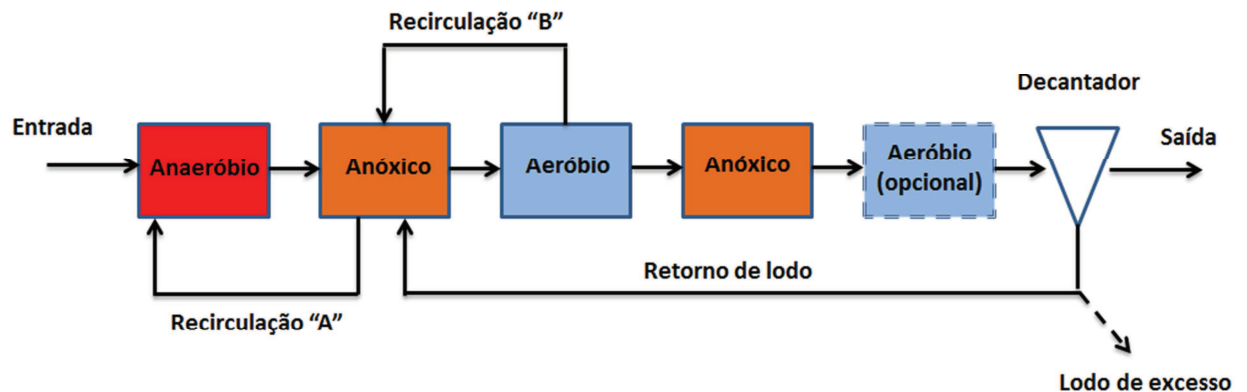 Recirculação “B”
Decantador
Entrada
Saída
Anaeróbio
Anóxico
Aeróbio
Anóxico
Aeróbio
(opcional)
Retorno de lodo
Recirculação “A”
Lodo de excesso